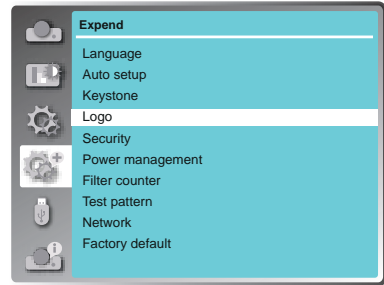 Expend
Language
Auto setup
Keystone
Logo
Security
Power management
Filter counter
Test pattern
Network
Factory default